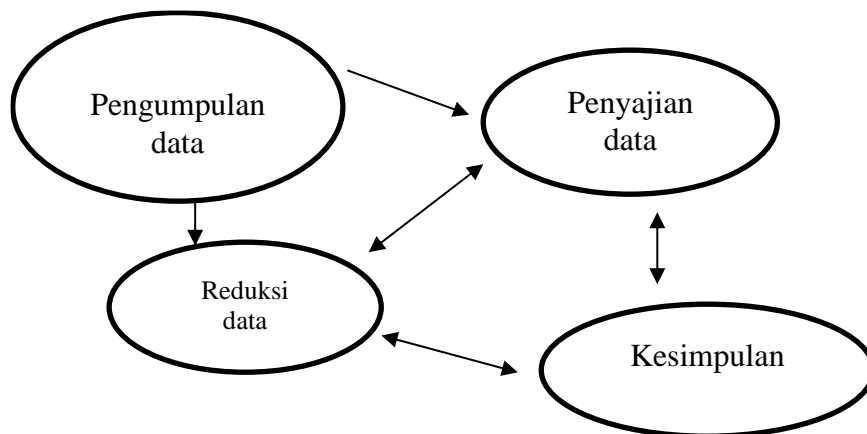 Pengumpulan
data
Penyajian
data
Reduksi
data
Kesimpulan